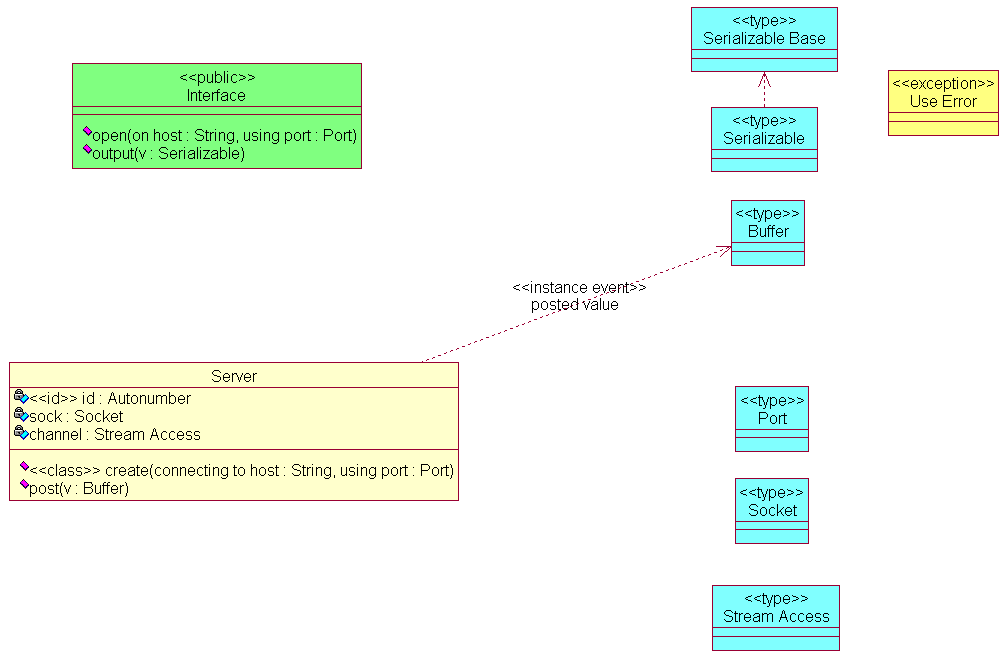 <<type>>
Serializable Base
<<public>>
Interface
open(on host : String, using port : Port)
output(v : Serializable)
<<exception>>
Use Error
<<type>>
Serializable
<<type>>
Buffer
<<instance event>>
posted value
Server
<<id>> id : Autonumber
sock : Socket
channel : Stream Access
<<class>> create(connecting to host : String, using port : Port)
post(v : Buffer)
<<type>>
Port
<<type>>
Socket
<<type>>
Stream Access